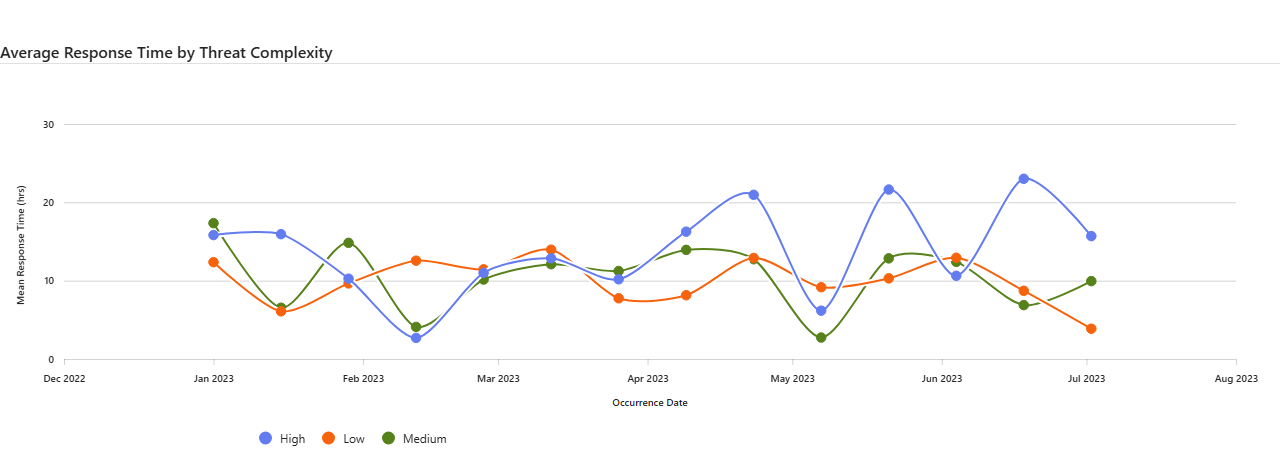 Average Response Time by Threat Complexity
30
20
10
0
Mean Response Time (hrs)
Dec 2022 Jan 2023 Feb 2023 Mar 2023 Apr 2023 May 2023 Jun 2023 Jul 2023 Aug 2023
Occurrence Date
High Low Medium